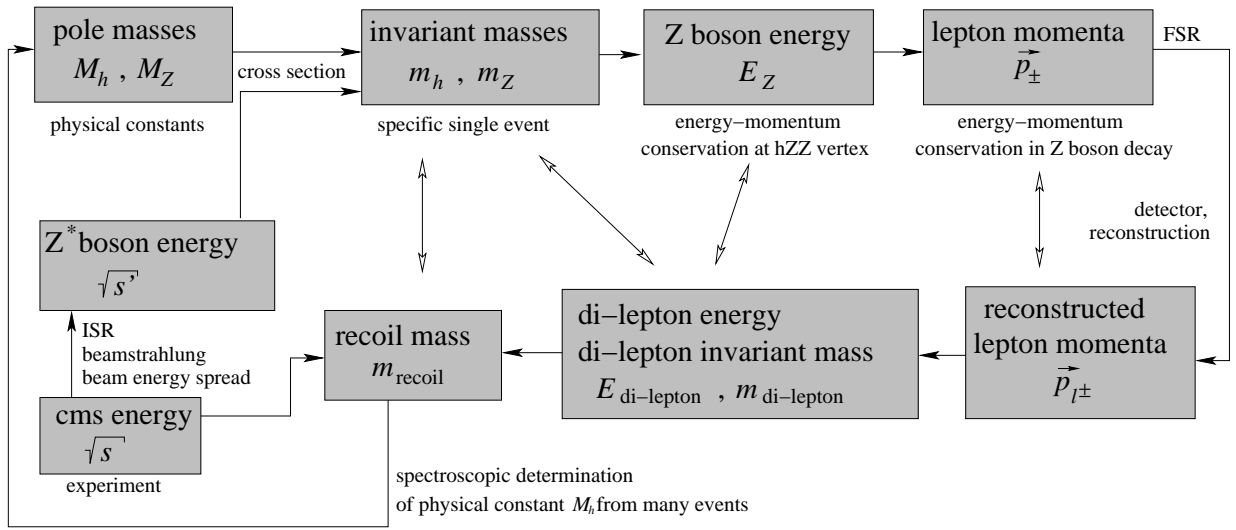 pole masses
M_h , M_Z
physical constants
cross section
invariant masses
m_h , m_Z
specific single event
Z boson energy
E_Z
energy−momentum
conservation at hZZ vertex
lepton momenta
p_±
energy−momentum
conservation in Z boson decay
FSR
detector,
reconstruction
Z* boson energy
√s’
ISR
beamstrahlung
beam energy spread
cms energy
√s
experiment
recoil mass
m_recoil
di−lepton energy
di−lepton invariant mass
E_di−lepton , m_di−lepton
reconstructed
lepton momenta
p_l±
spectroscopic determination
of physical constant M_h from many events